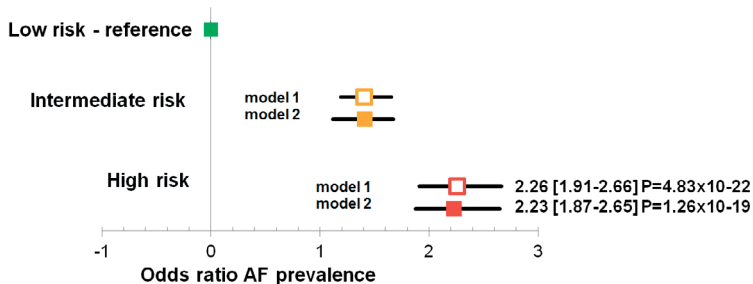 Low risk - reference
Intermediate risk
model 1
model 2
High risk
model 1
2.26 [1.91-2.66] P=4.83x10-22
model 2
2.23 [1.87-2.65] P=1.26x10-19
-1 0 1 2 3
Odds ratio AF prevalence